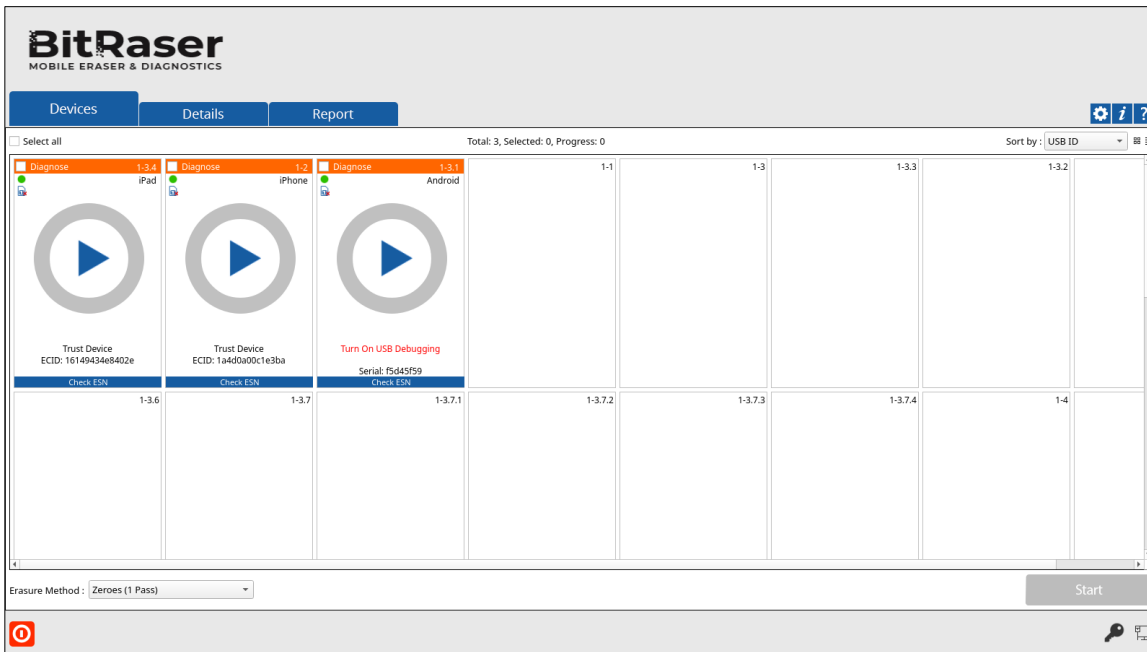 BitRaser
MOBILE ERASER & DIAGNOSTICS
Devices
Details
Report
i
?
Select all
Total: 3, Selected: 0, Progress: 0
Sort by : USB ID
Diagnose 1-3.4
iPad
Trust Device
ECID: 16149434e8402e
Check ESN
Diagnose 1-2
iPhone
Trust Device
ECID: 1a4d0a00c1e3ba
Check ESN
Diagnose 1-3.1
Android
Turn On USB Debugging
Serial: f5d45f59
Check ESN
1-1
1-3
1-3.3
1-3.2
1-3.6
1-3.7
1-3.7.1
1-3.7.2
1-3.7.3
1-3.7.4
1-4
Erasure Method : Zeroes (1 Pass)
Start